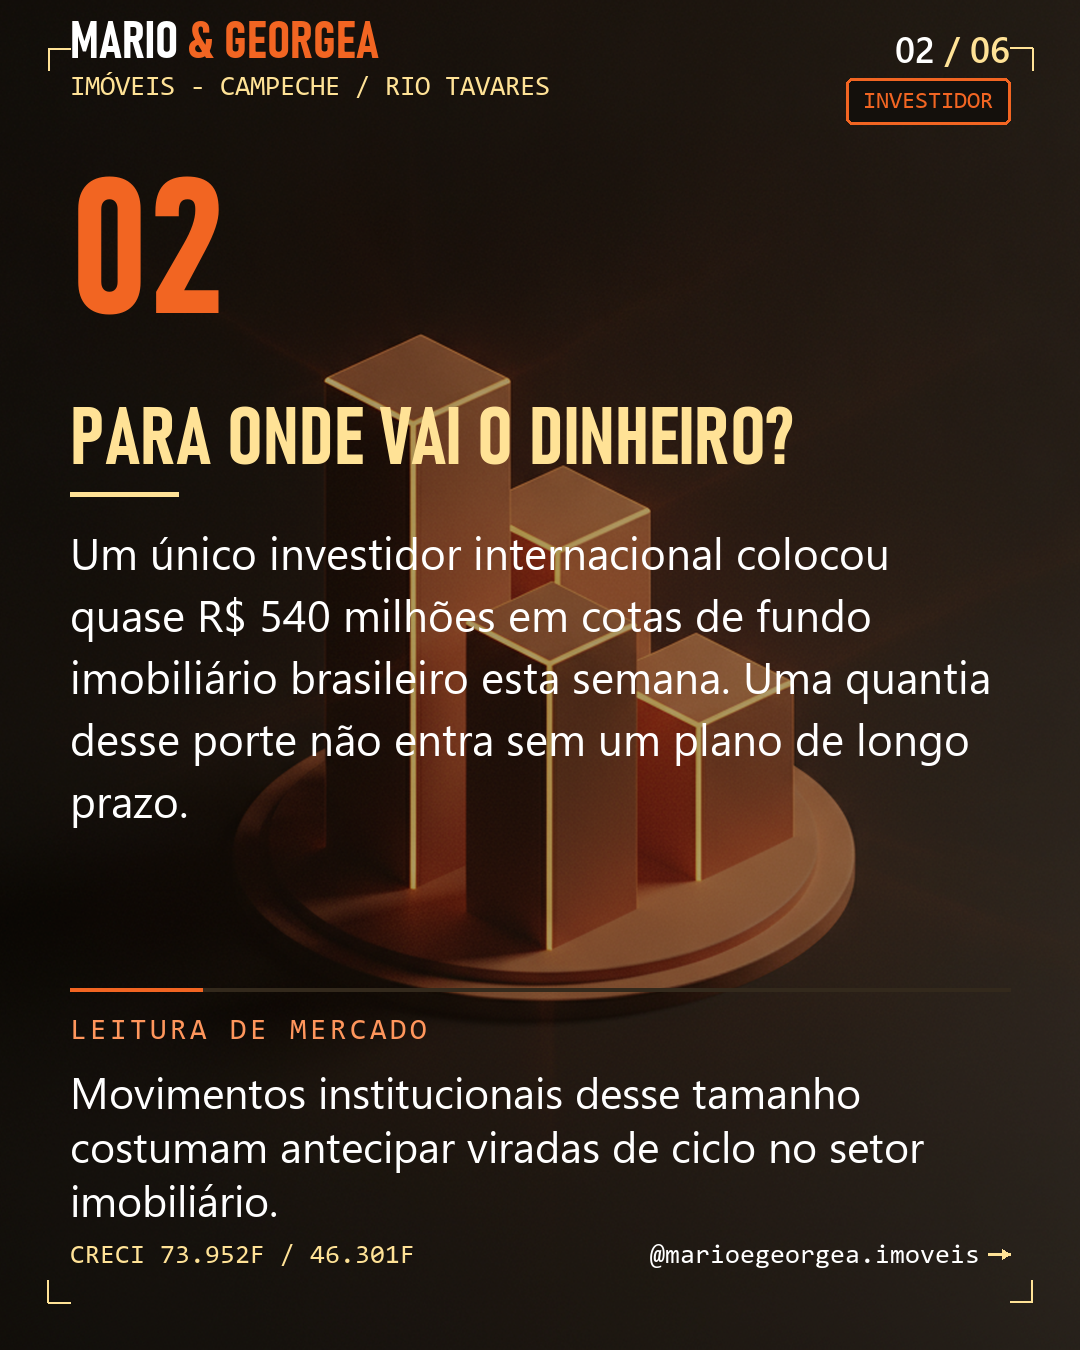 MARIO & GEORGEA
IMÓVEIS - CAMPECHE / RIO TAVARES
02 / 06
INVESTIDOR
02
PARA ONDE VAI O DINHEIRO?
Um único investidor internacional colocou
quase R$ 540 milhões em cotas de fundo
imobiliário brasileiro esta semana. Uma quantia
desse porte não entra sem um plano de longo
prazo.
LEITURA DE MERCADO
Movimentos institucionais desse tamanho
costumam antecipar viradas de ciclo no setor
imobiliário.
CRECI 73.952F / 46.301F
@marioegeorgea.imoveis →